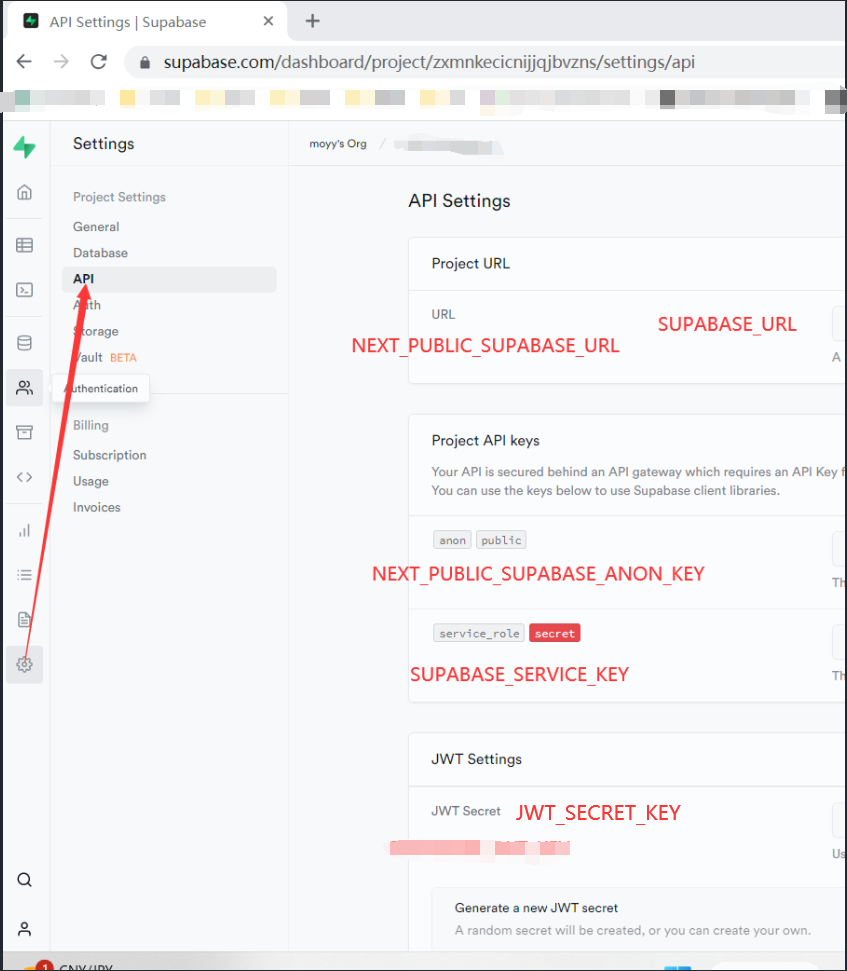 API Settings | Supabase
supabase.com/dashboard/project/zxmnkecicnijjqjbvzns/settings/api
Settings
moyy's Org /
Project Settings
General
Database
API
Auth
Storage
Vault BETA
Authentication
Billing
Subscription
Usage
Invoices
API Settings
Project URL
URL
SUPABASE_URL
NEXT_PUBLIC_SUPABASE_URL
A
Project API keys
Your API is secured behind an API gateway which requires an API Key f
You can use the keys below to use Supabase client libraries.
anon public
NEXT_PUBLIC_SUPABASE_ANON_KEY
Th
service_role secret
SUPABASE_SERVICE_KEY
Th
JWT Settings
JWT Secret JWT_SECRET_KEY
Us
Generate a new JWT secret
A random secret will be created, or you can create your own.
1
CNY/JPY